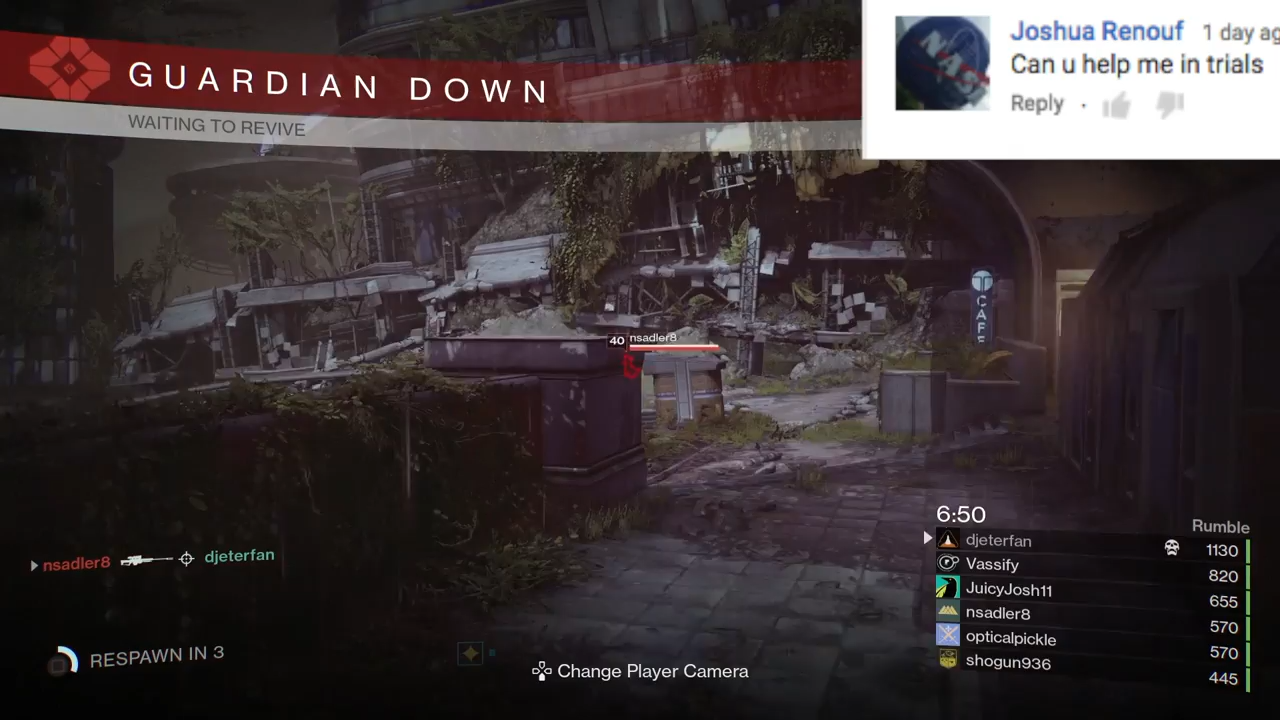 GUARDIAN DOWN
WAITING TO REVIVE
Joshua Renouf 1 day
Can u help me in trials
Reply ·
40 nsadler8
CAFE
nsadler8 djeterfan
RESPAWN IN 3
Change Player Camera
6:50
Rumble
djeterfan 1130
Vassify 820
JuicyJosh11 655
nsadler8 570
opticalpickle 570
shogun936 445